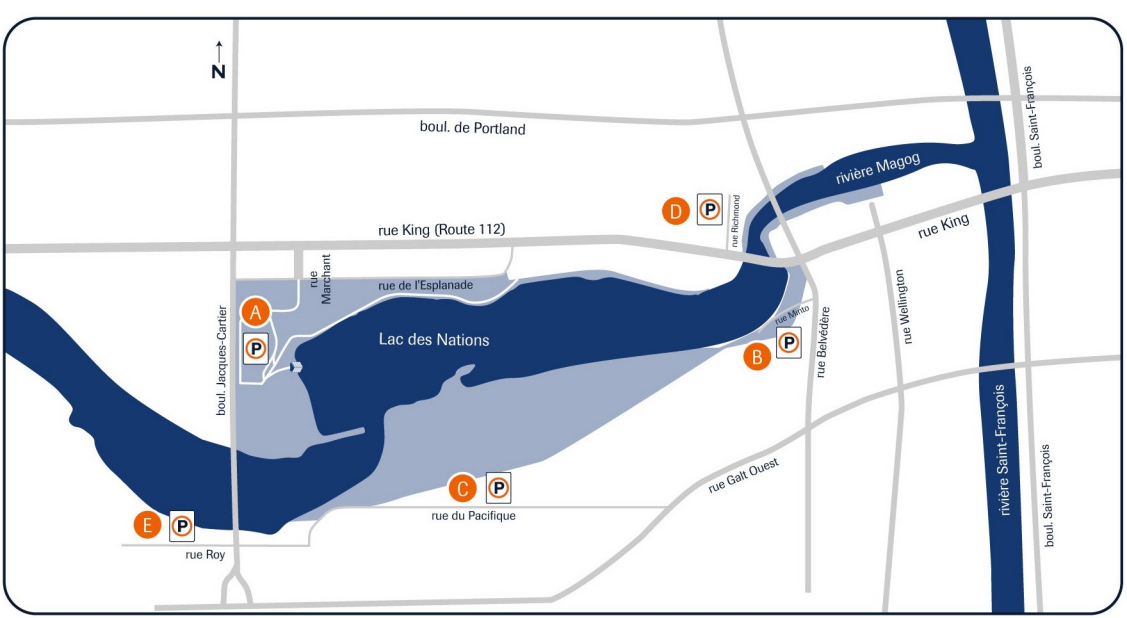 N
boul. de Portland
boul. Saint-François
rivière Magog
D
P
rue Richmond
rue King
rue King (Route 112)
rue Marchant
rue de l'Esplanade
A
P
boul. Jacques-Cartier
Lac des Nations
rue Minto
B
P
rue Belvédère
rue Wellington
rivière Saint-François
boul. Saint-François
rue Galt Ouest
C
P
rue du Pacifique
E
P
rue Roy